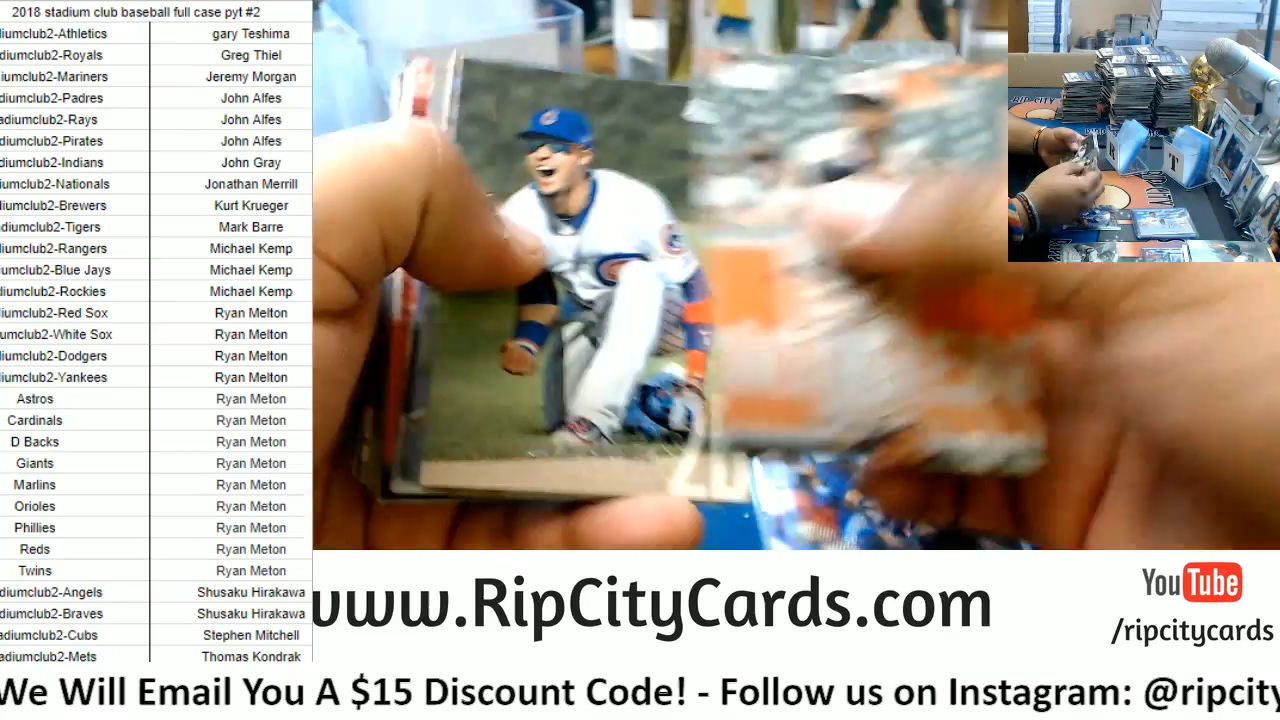 2018 stadium club baseball full case pyt #2
diumclub2-Athletics gary Teshima
diumclub2-Royals Greg Thiel
iumclub2-Mariners Jeremy Morgan
diumclub2-Padres John Alfes
adiumclub2-Rays John Alfes
adiumclub2-Pirates John Alfes
adiumclub2-Indians John Gray
iumclub2-Nationals Jonathan Merrill
diumclub2-Brewers Kurt Krueger
adiumclub2-Tigers Mark Barre
diumclub2-Rangers Michael Kemp
diumclub2-Blue Jays Michael Kemp
diumclub2-Rockies Michael Kemp
diumclub2-Red Sox Ryan Melton
umclub2-White Sox Ryan Melton
diumclub2-Dodgers Ryan Melton
diumclub2-Yankees Ryan Melton
Astros Ryan Meton
Cardinals Ryan Meton
D Backs Ryan Meton
Giants Ryan Meton
Marlins Ryan Meton
Orioles Ryan Meton
Phillies Ryan Meton
Reds Ryan Meton
Twins Ryan Meton
diumclub2-Angels Shusaku Hirakawa
diumclub2-Braves Shusaku Hirakawa
adiumclub2-Cubs Stephen Mitchell
adiumclub2-Mets Thomas Kondrak
RIP CITY
R
T
www.RipCityCards.com
YouTube
/ripcitycards
We Will Email You A $15 Discount Code! - Follow us on Instagram: @ripcity